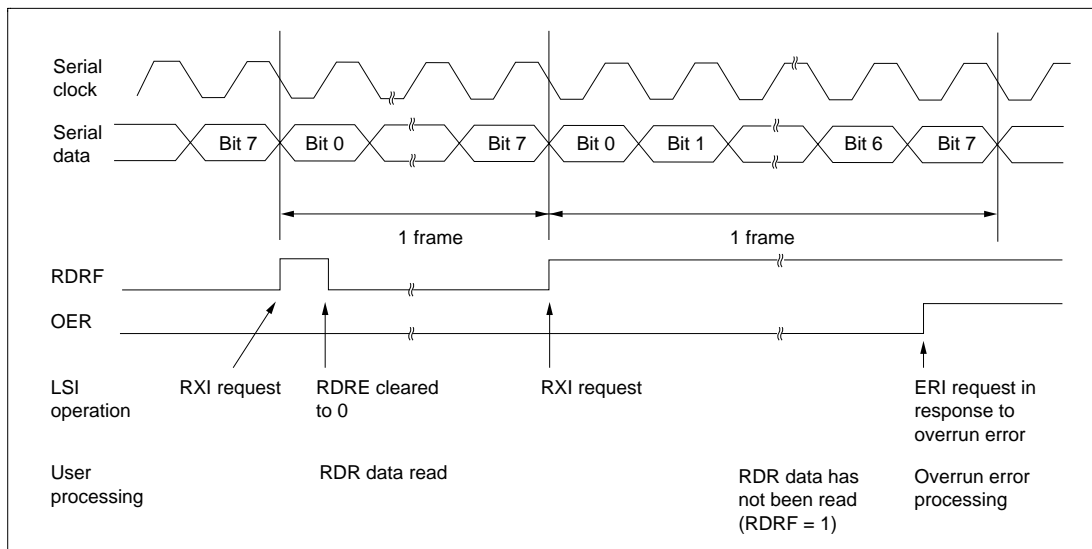 Serial
clock
Serial
data
Bit 7
Bit 0
Bit 7
Bit 0
Bit 1
Bit 6
Bit 7
1 frame
1 frame
RDRF
OER
LSI
operation
RXI request
RDRE cleared
to 0
RXI request
ERI request in
response to
overrun error
User
processing
RDR data read
RDR data has
not been read
(RDRF = 1)
Overrun error
processing